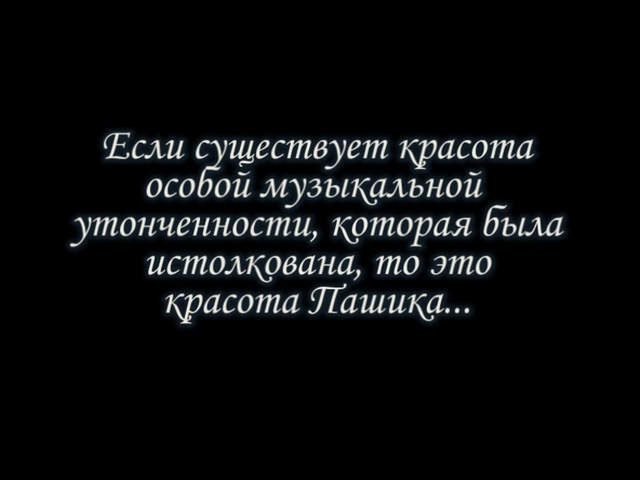 Если существует красота
особой музыкальной
утонченности, которая была
истолкована, то это
красота Пашика...